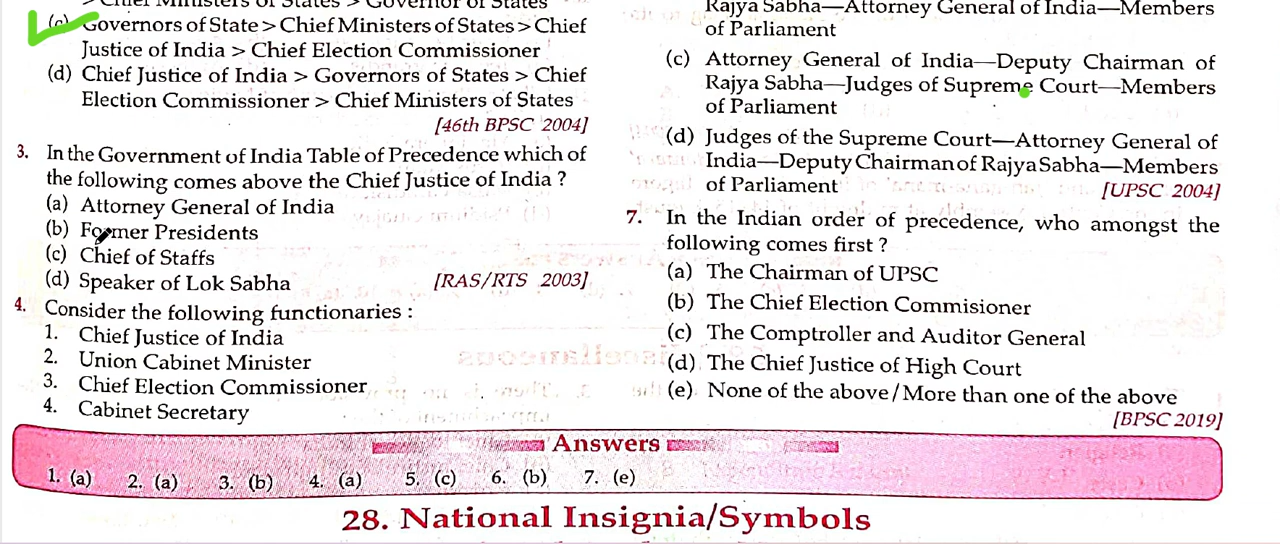 > Chief Ministers of States > Governor of States
(c) Governors of State > Chief Ministers of States > Chief
Justice of India > Chief Election Commissioner
(d) Chief Justice of India > Governors of States > Chief
Election Commissioner > Chief Ministers of States
[46th BPSC 2004]
3. In the Government of India Table of Precedence which of
the following comes above the Chief Justice of India ?
(a) Attorney General of India
(b) Former Presidents
(c) Chief of Staffs
(d) Speaker of Lok Sabha [RAS/RTS 2003]
4. Consider the following functionaries :
1. Chief Justice of India
2. Union Cabinet Minister
3. Chief Election Commissioner
4. Cabinet Secretary
Rajya Sabha—Attorney General of India—Members
of Parliament
(c) Attorney General of India—Deputy Chairman of
Rajya Sabha—Judges of Supreme Court—Members
of Parliament
(d) Judges of the Supreme Court—Attorney General of
India—Deputy Chairman of Rajya Sabha—Members
of Parliament [UPSC 2004]
7. In the Indian order of precedence, who amongst the
following comes first ?
(a) The Chairman of UPSC
(b) The Chief Election Commisioner
(c) The Comptroller and Auditor General
(d) The Chief Justice of High Court
(e) None of the above/More than one of the above
[BPSC 2019]
Answers
1. (a) 2. (a) 3. (b) 4. (a) 5. (c) 6. (b) 7. (e)
28. National Insignia/Symbols